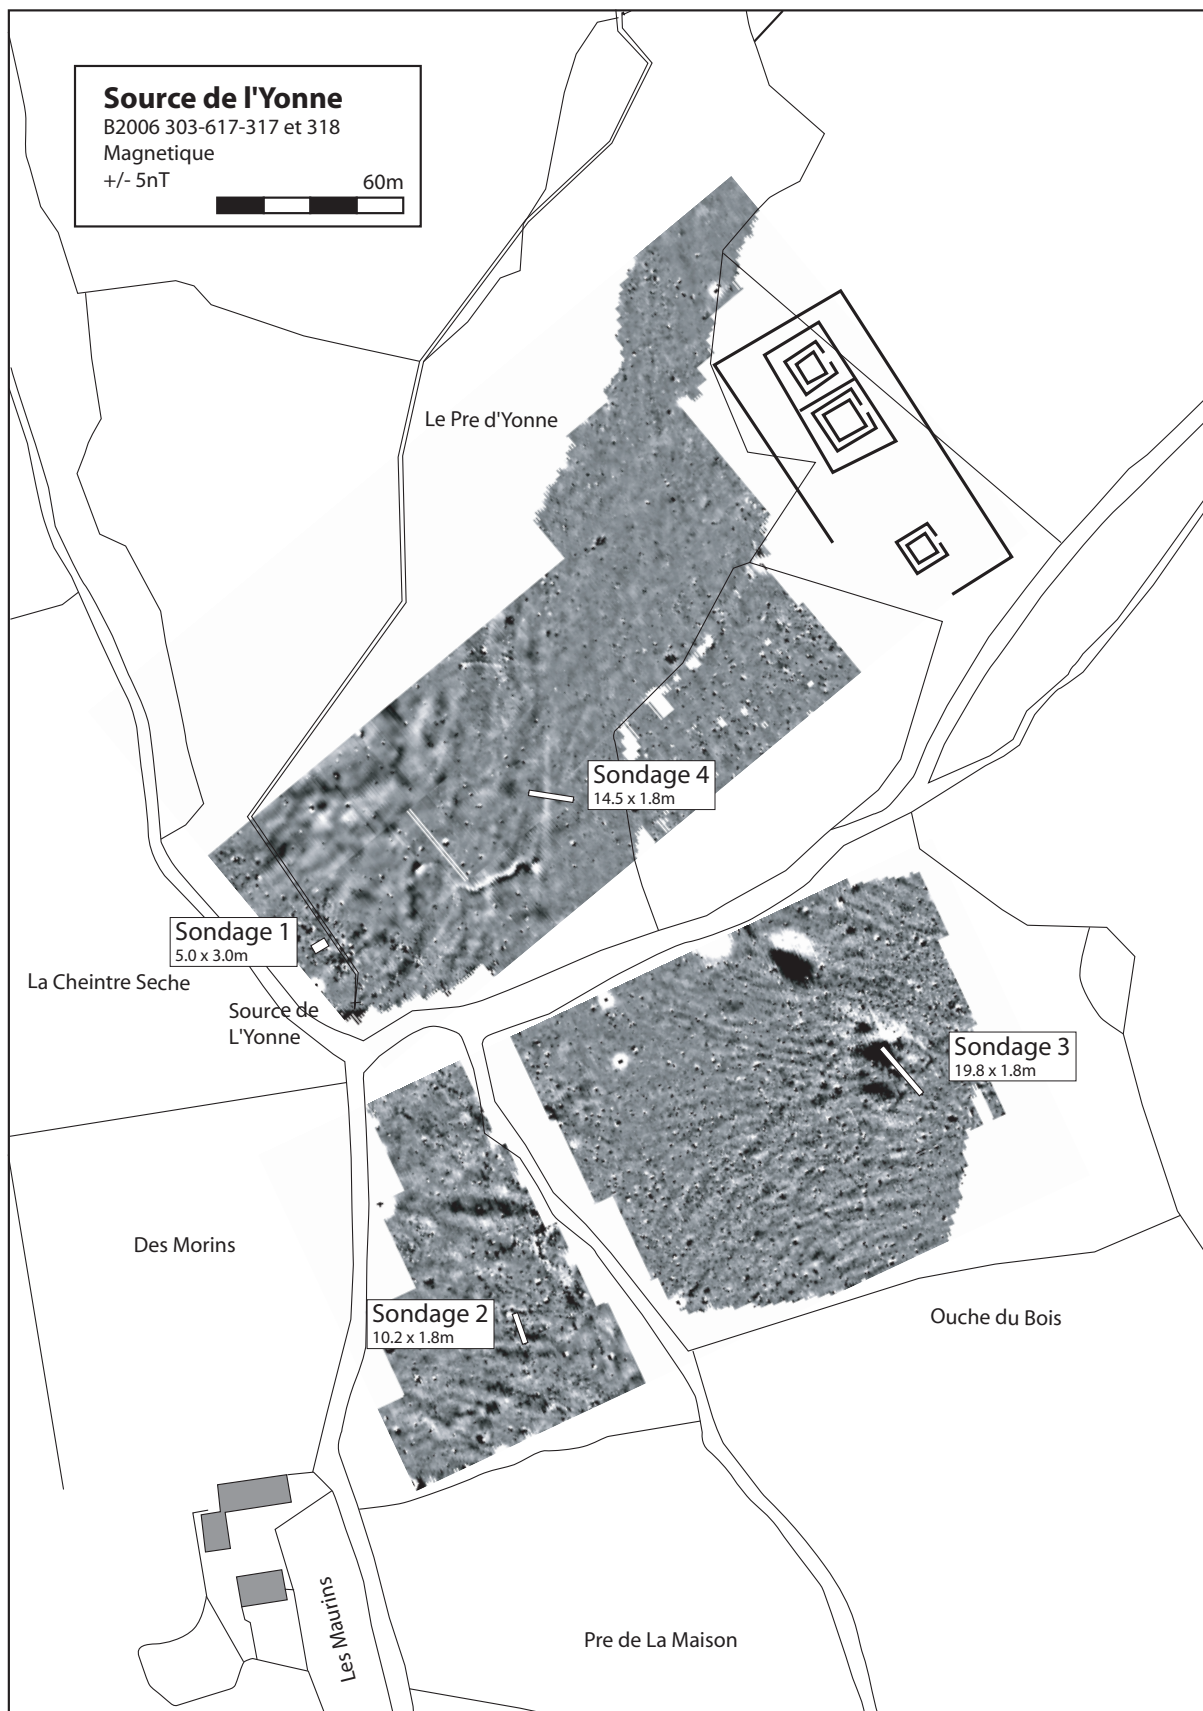 Source de l'Yonne
B2006 303-617-317 et 318
Magnetique
+/- 5nT
60m
Le Pre d'Yonne
Sondage 4
14.5 x 1.8m
Sondage 1
5.0 x 3.0m
La Cheintre Seche
Source de
L'Yonne
Sondage 3
19.8 x 1.8m
Des Morins
Sondage 2
10.2 x 1.8m
Ouche du Bois
Les Maurins
Pre de La Maison